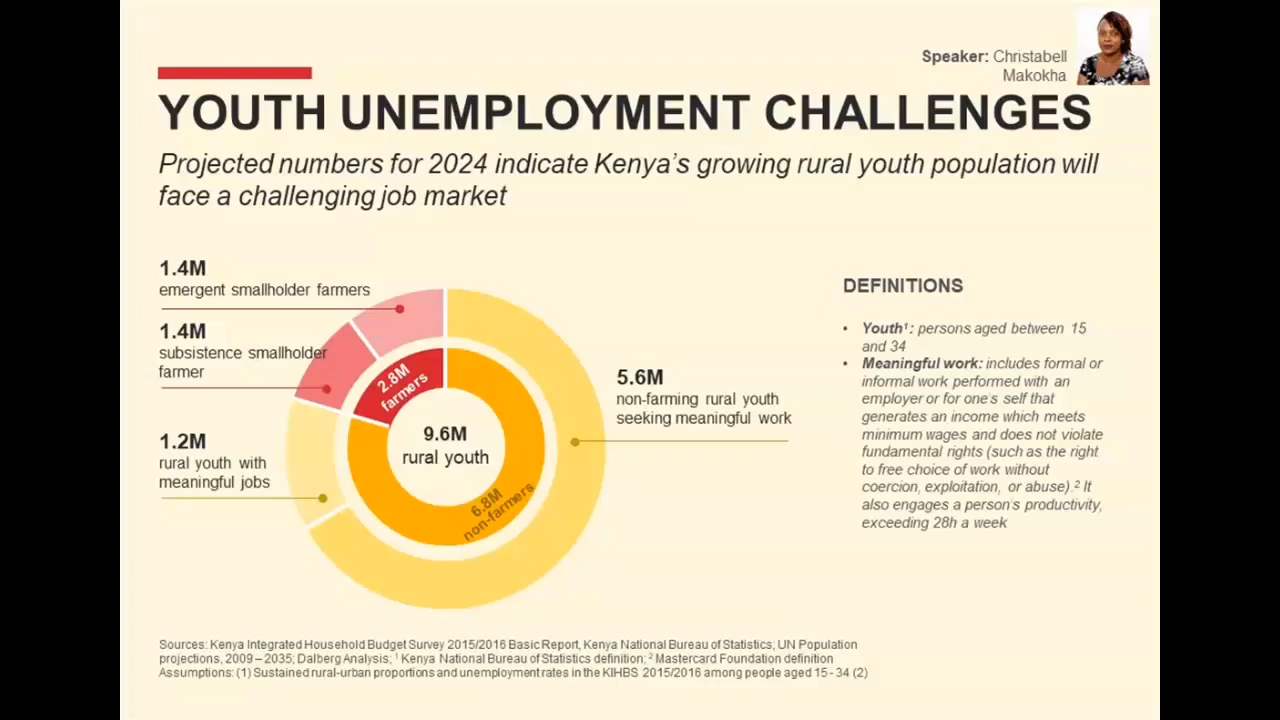 Speaker: Christabell
Makokha
YOUTH UNEMPLOYMENT CHALLENGES
Projected numbers for 2024 indicate Kenya’s growing rural youth population will
face a challenging job market
1.4M
emergent smallholder farmers
1.4M
subsistence smallholder
farmer
1.2M
rural youth with
meaningful jobs
2.8M
farmers
9.6M
rural youth
6.8M
non-farmers
5.6M
non-farming rural youth
seeking meaningful work
DEFINITIONS
• Youth¹: persons aged between 15
and 34
• Meaningful work: includes formal or
informal work performed with an
employer or for one's self that
generates an income which meets
minimum wages and does not violate
fundamental rights (such as the right
to free choice of work without
coercion, exploitation, or abuse).² It
also engages a person's productivity,
exceeding 28h a week
Sources: Kenya Integrated Household Budget Survey 2015/2016 Basic Report, Kenya National Bureau of Statistics; UN Population
projections, 2009 – 2035; Dalberg Analysis; ¹ Kenya National Bureau of Statistics definition; ² Mastercard Foundation definition
Assumptions: (1) Sustained rural-urban proportions and unemployment rates in the KIHBS 2015/2016 among people aged 15 - 34 (2)